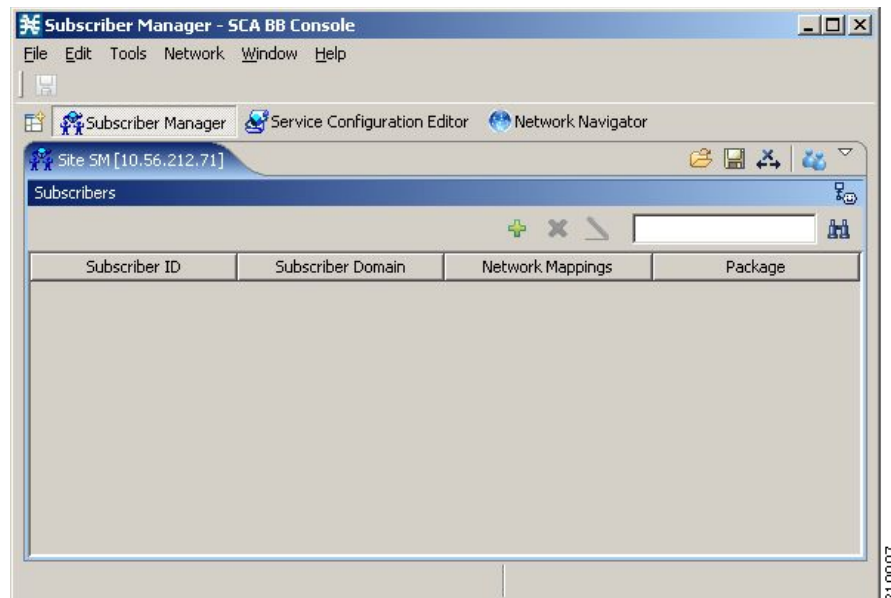 Subscriber Manager - SCA BB Console
File Edit Tools Network Window Help
Subscriber Manager Service Configuration Editor Network Navigator
Site SM [10.56.212.71]
Subscribers
Subscriber ID Subscriber Domain Network Mappings Package